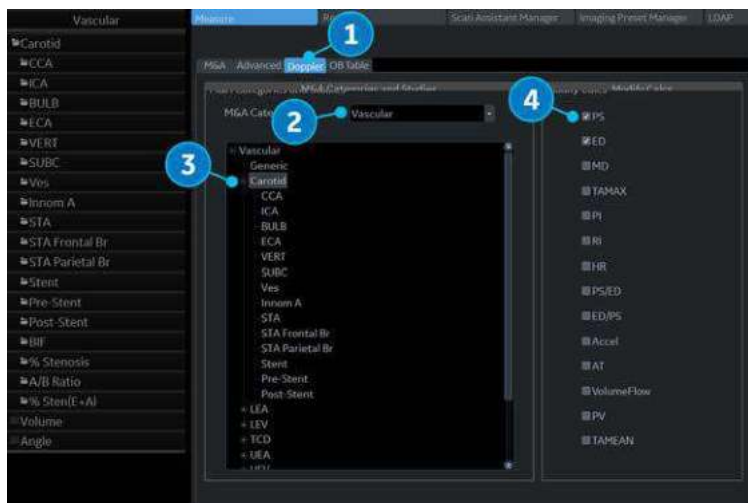 Vascular
Carotid
CCA
ICA
BULB
ECA
VERT
SUBC
Ves
Innom A
STA
STA Frontal Br
STA Parietal Br
Stent
Pre-Stent
Post-Stent
BIF
% Stenosis
A/B Ratio
% Sten(E+A)
Volume
Angle
Measure
Scan Assistant Manager
Imaging Preset Manager
LDAP
1
M&A
Advanced
Doppler
OB Table
M&A Categories and Studies
Modify Calcs
2
Vascular
3
Vascular
Generic
Carotid
CCA
ICA
BULB
ECA
VERT
SUBC
Ves
Innom A
STA
STA Frontal Br
STA Parietal Br
Stent
Pre-Stent
Post-Stent
LEA
LEV
TCD
UEA
4
PS
ED
MD
TAMAX
PI
RI
HR
PS/ED
ED/PS
Accel
AT
VolumeFlow
PV
TAMEAN